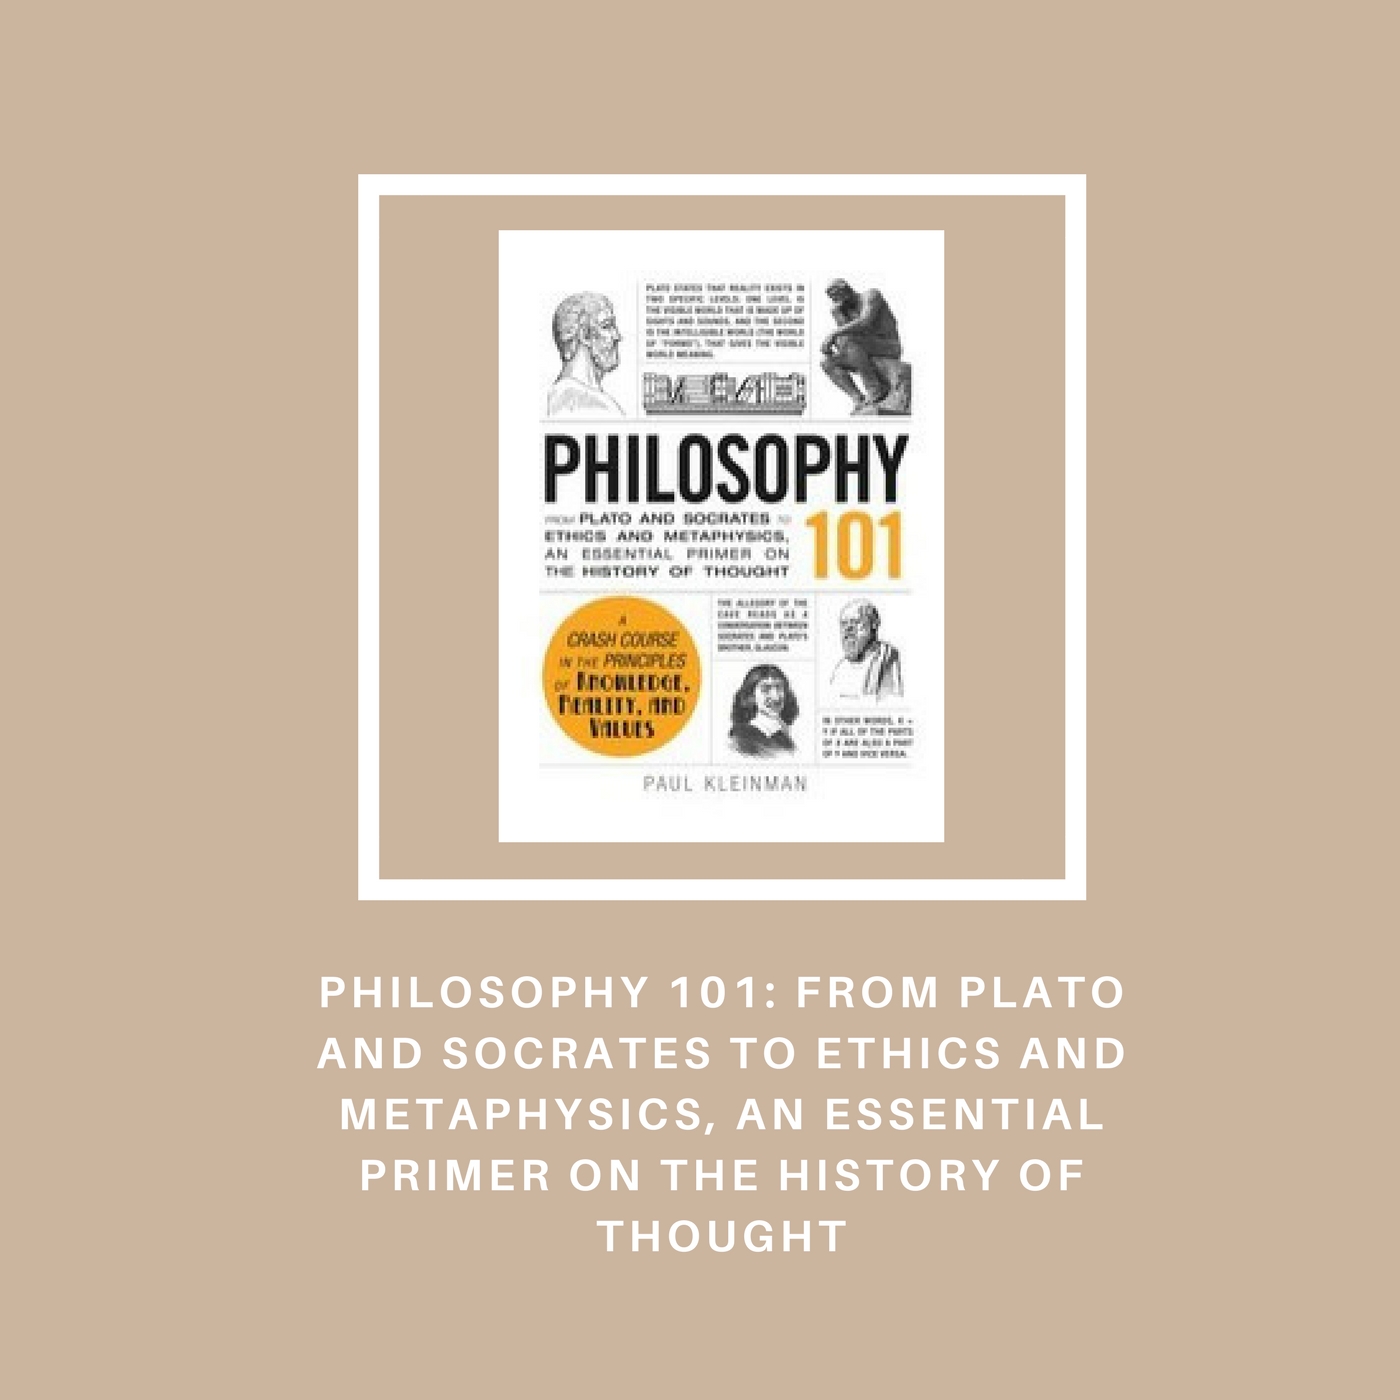 PLATO STATES THAT REALITY EXISTS IN
TWO SPECIFIC LEVELS. ONE LEVEL IS
THE VISIBLE WORLD THAT IS MADE UP OF
SIGHTS AND SOUNDS, AND THE SECOND
IS THE INTELLIGIBLE WORLD (THE WORLD
OF "FORMS"), THAT GIVES THE VISIBLE
WORLD MEANING.
PHILOSOPHY
101
FROM PLATO AND SOCRATES TO
ETHICS AND METAPHYSICS,
AN ESSENTIAL PRIMER ON
THE HISTORY OF THOUGHT
A
CRASH COURSE
IN THE PRINCIPLES
OF KNOWLEDGE,
REALITY, AND
VALUES
THE ALLEGORY OF THE
CAVE READS AS A
CONVERSATION BETWEEN
SOCRATES AND PLATO'S
BROTHER, GLAUCON.
IN OTHER WORDS, X =
Y IF ALL OF THE PARTS
OF X ARE ALSO A PART
OF Y AND VICE VERSA.
PAUL KLEINMAN
PHILOSOPHY 101: FROM PLATO
AND SOCRATES TO ETHICS AND
METAPHYSICS, AN ESSENTIAL
PRIMER ON THE HISTORY OF
THOUGHT